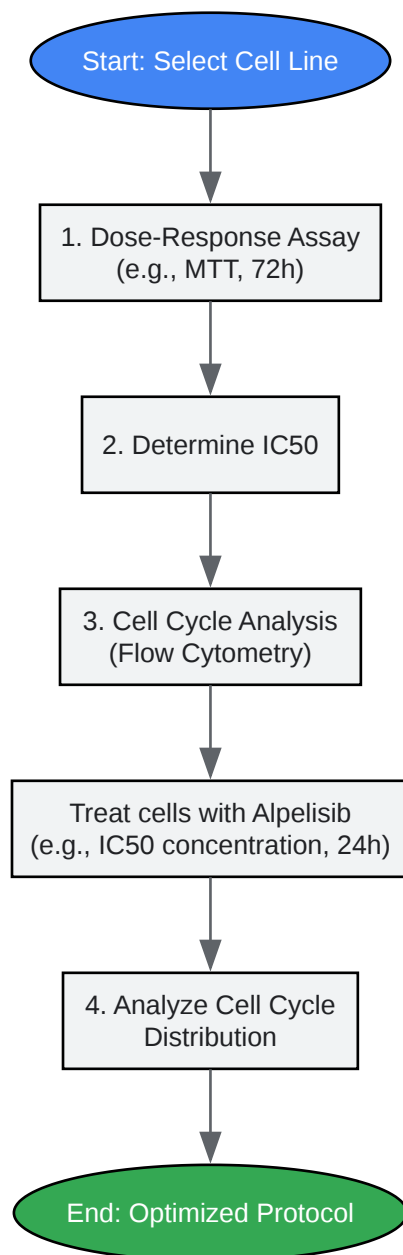 Start: Select Cell Line
1. Dose-Response Assay
(e.g., MTT, 72h)
2. Determine IC50
3. Cell Cycle Analysis
(Flow Cytometry)
Treat cells with Alpelisib
(e.g., IC50 concentration, 24h)
4. Analyze Cell Cycle
Distribution
End: Optimized Protocol